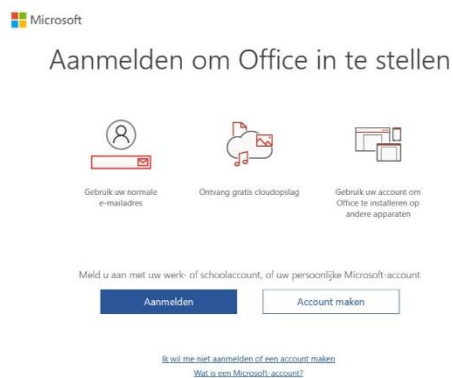 Microsoft
Aanmelden om Office in te stellen
Gebruik uw normale
e-mailadres
Ontvang gratis cloudopslag
Gebruik uw account om
Office te installeren op
andere apparaten
Meld u aan met uw werk- of schoolaccount, of uw persoonlijke Microsoft-account
Aanmelden
Account maken
Ik wil me niet aanmelden of een account maken
Wat is een Microsoft-account?